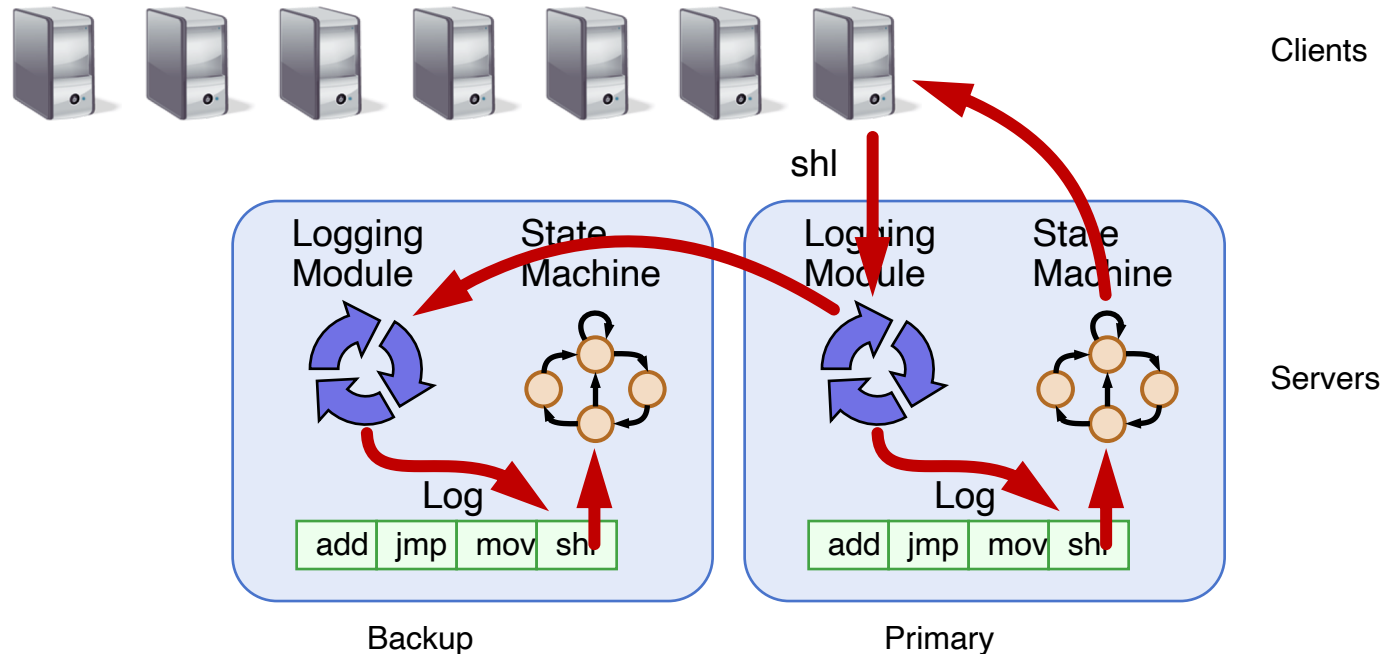 Clients
shl
Logging
Module
State
Machine
Logging
Module
State
Machine
Servers
Log
Log
add jmp mov shl
add jmp mov shl
Backup
Primary